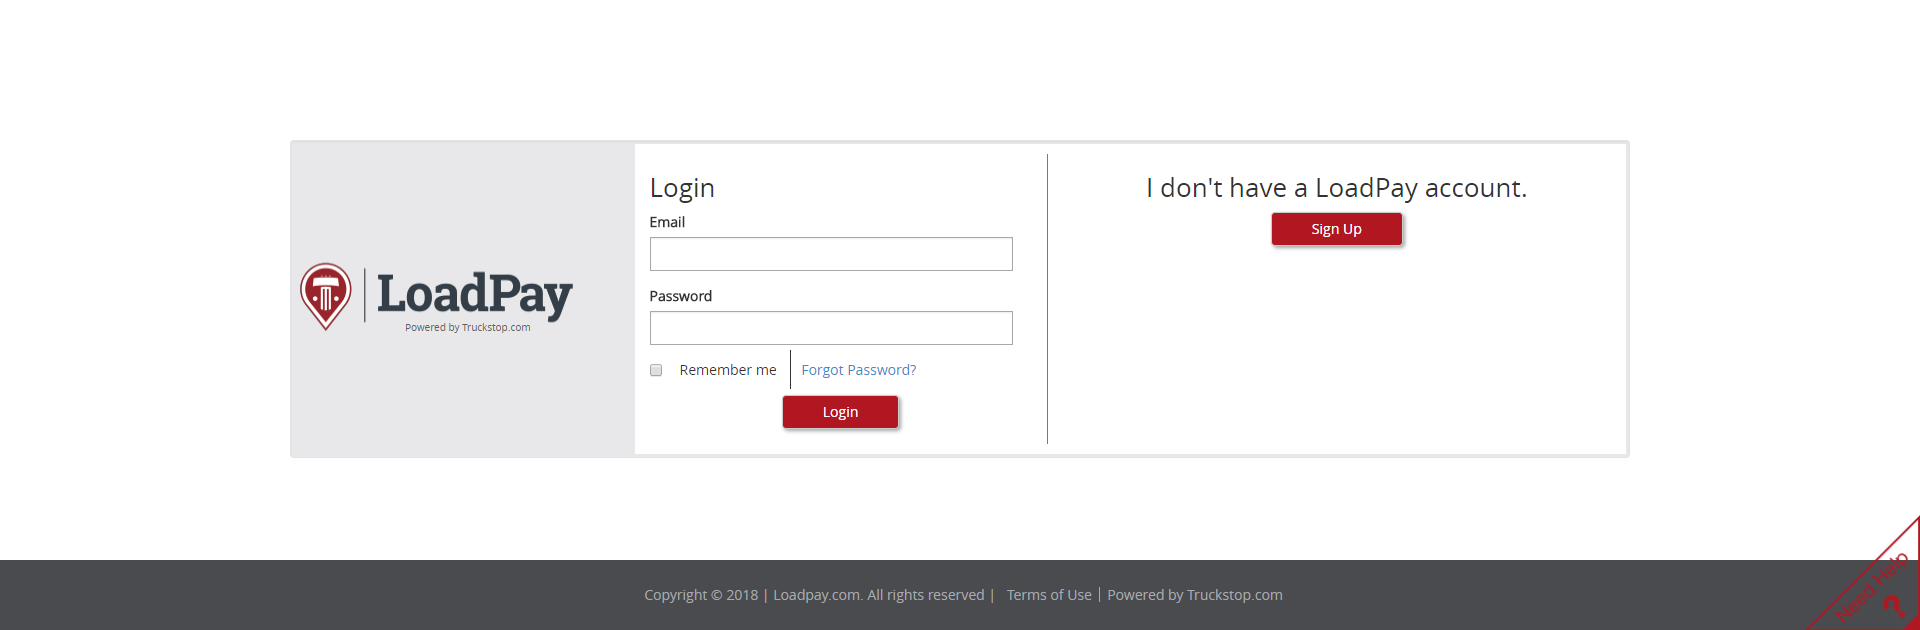 Login
Email
Password
Remember me
Forgot Password?
Login
I don't have a LoadPay account.
Sign Up
LoadPay
Powered by Truckstop.com
Copyright © 2018 | Loadpay.com. All rights reserved | Terms of Use | Powered by Truckstop.com
Need Help
?